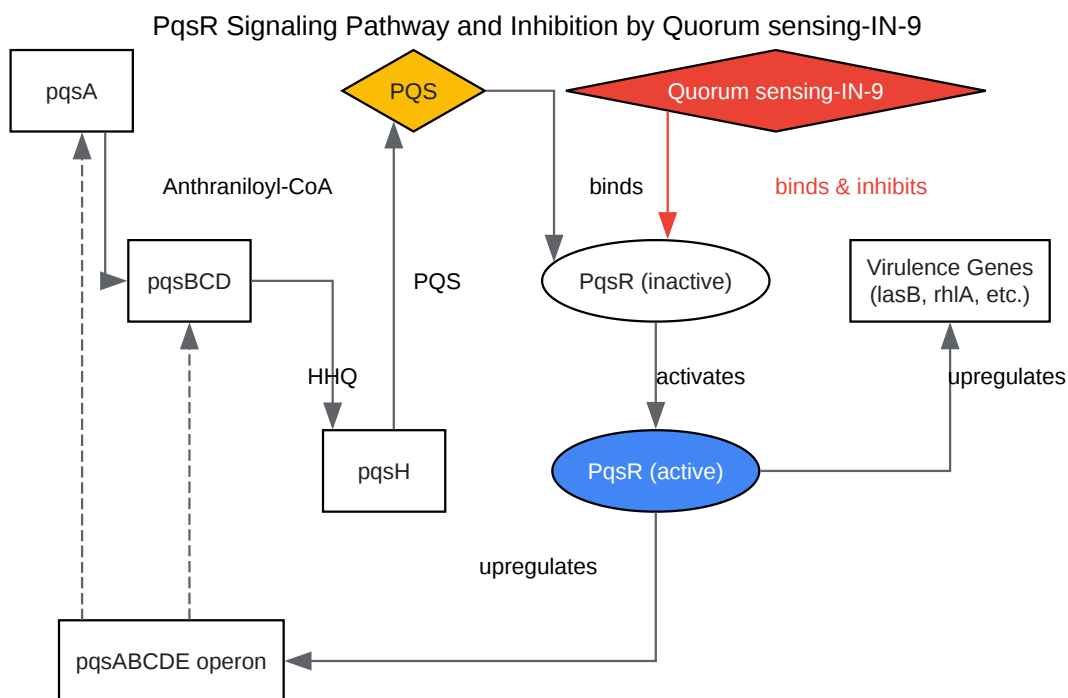 PqsR Signaling Pathway and Inhibition by Quorum sensing-IN-9
pqsA
PQS
Quorum sensing-IN-9
Anthraniloyl-CoA
binds
binds & inhibits
pqsBCD
PQS
PqsR (inactive)
Virulence Genes
(lasB, rhlA, etc.)
HHQ
activates
upregulates
pqsH
PqsR (active)
upregulates
pqsABCDE operon